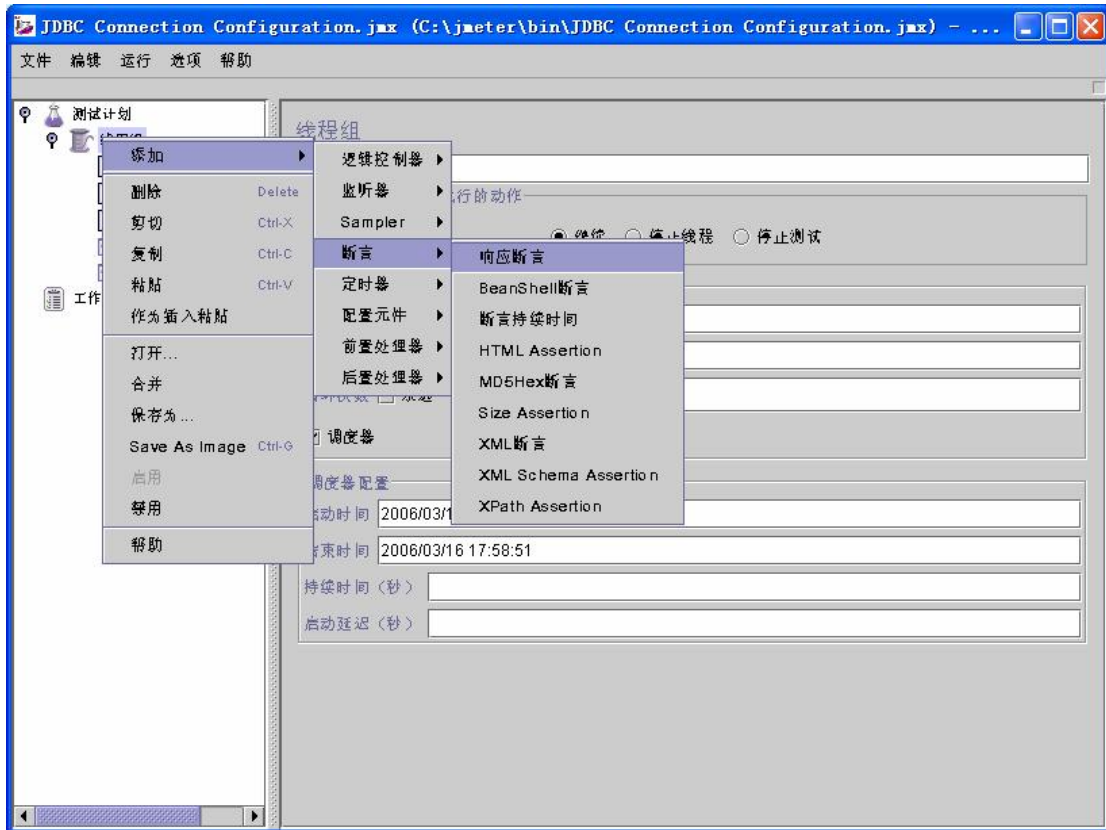 JDBC Connection Configuration.jmx (C:\jmeter\bin\JDBC Connection Configuration.jmx) - ...
文件 编辑 运行 选项 帮助
测试计划
工作
添加
删除 Delete
剪切 Ctrl-X
复制 Ctrl-C
粘贴 Ctrl-V
作为插入粘贴
打开...
合并
保存为...
Save As Image Ctrl-G
启用
禁用
帮助
逻辑控制器
监听器
Sampler
断言
定时器
配置元件
前置处理器
后置处理器
响应断言
BeanShell断言
断言持续时间
HTML Assertion
MD5Hex断言
Size Assertion
XML断言
XML Schema Assertion
XPath Assertion
线程组
行的动作
继续 停止线程 停止测试
调度器
调度器配置
启动时间 2006/03/1
结束时间 2006/03/16 17:58:51
持续时间（秒）
启动延迟（秒）